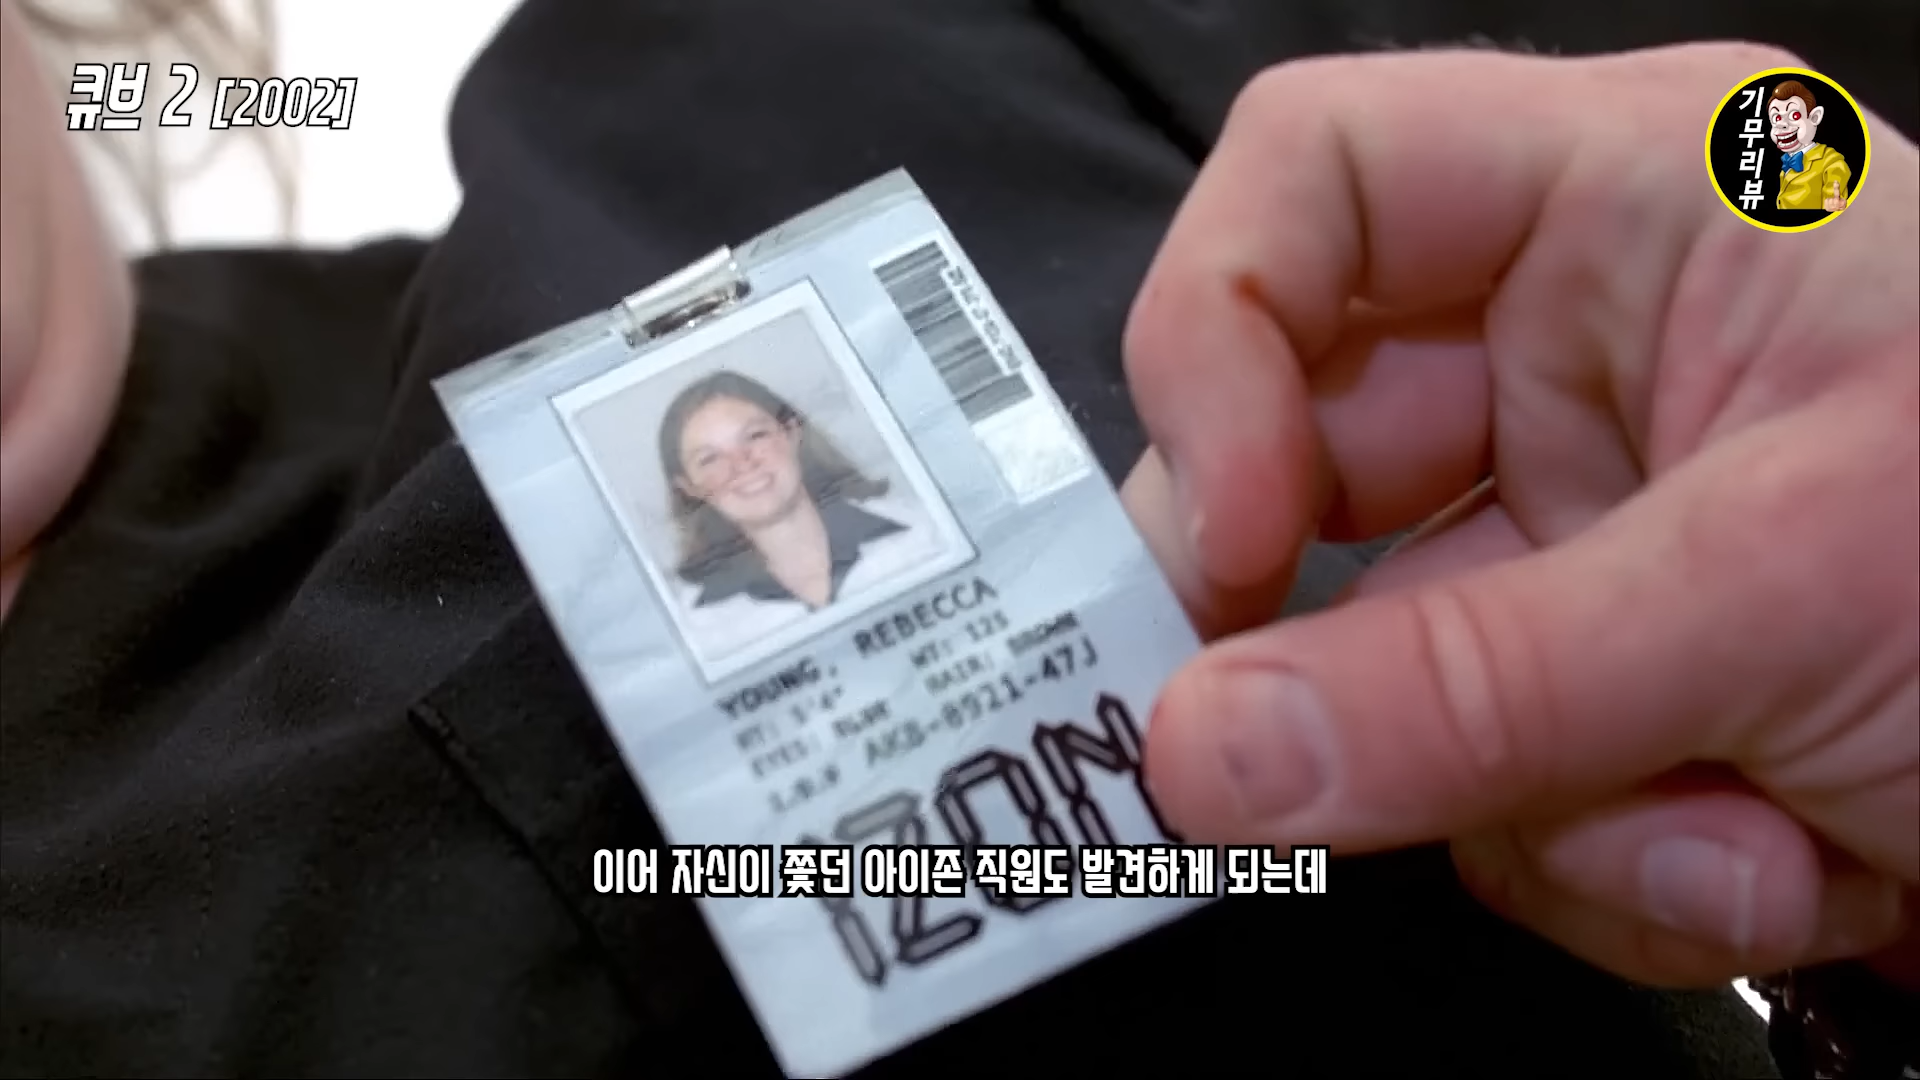 큐브 2 [2002]
기무리뷰
YOUNG, REBECCA
HT: 5'4" WT: 125
EYES: BLUE HAIR: BROWN
I.D.# AK8-8921-47J
IZON
이어 자신이 쫓던 아이존 직원도 발견하게 되는데